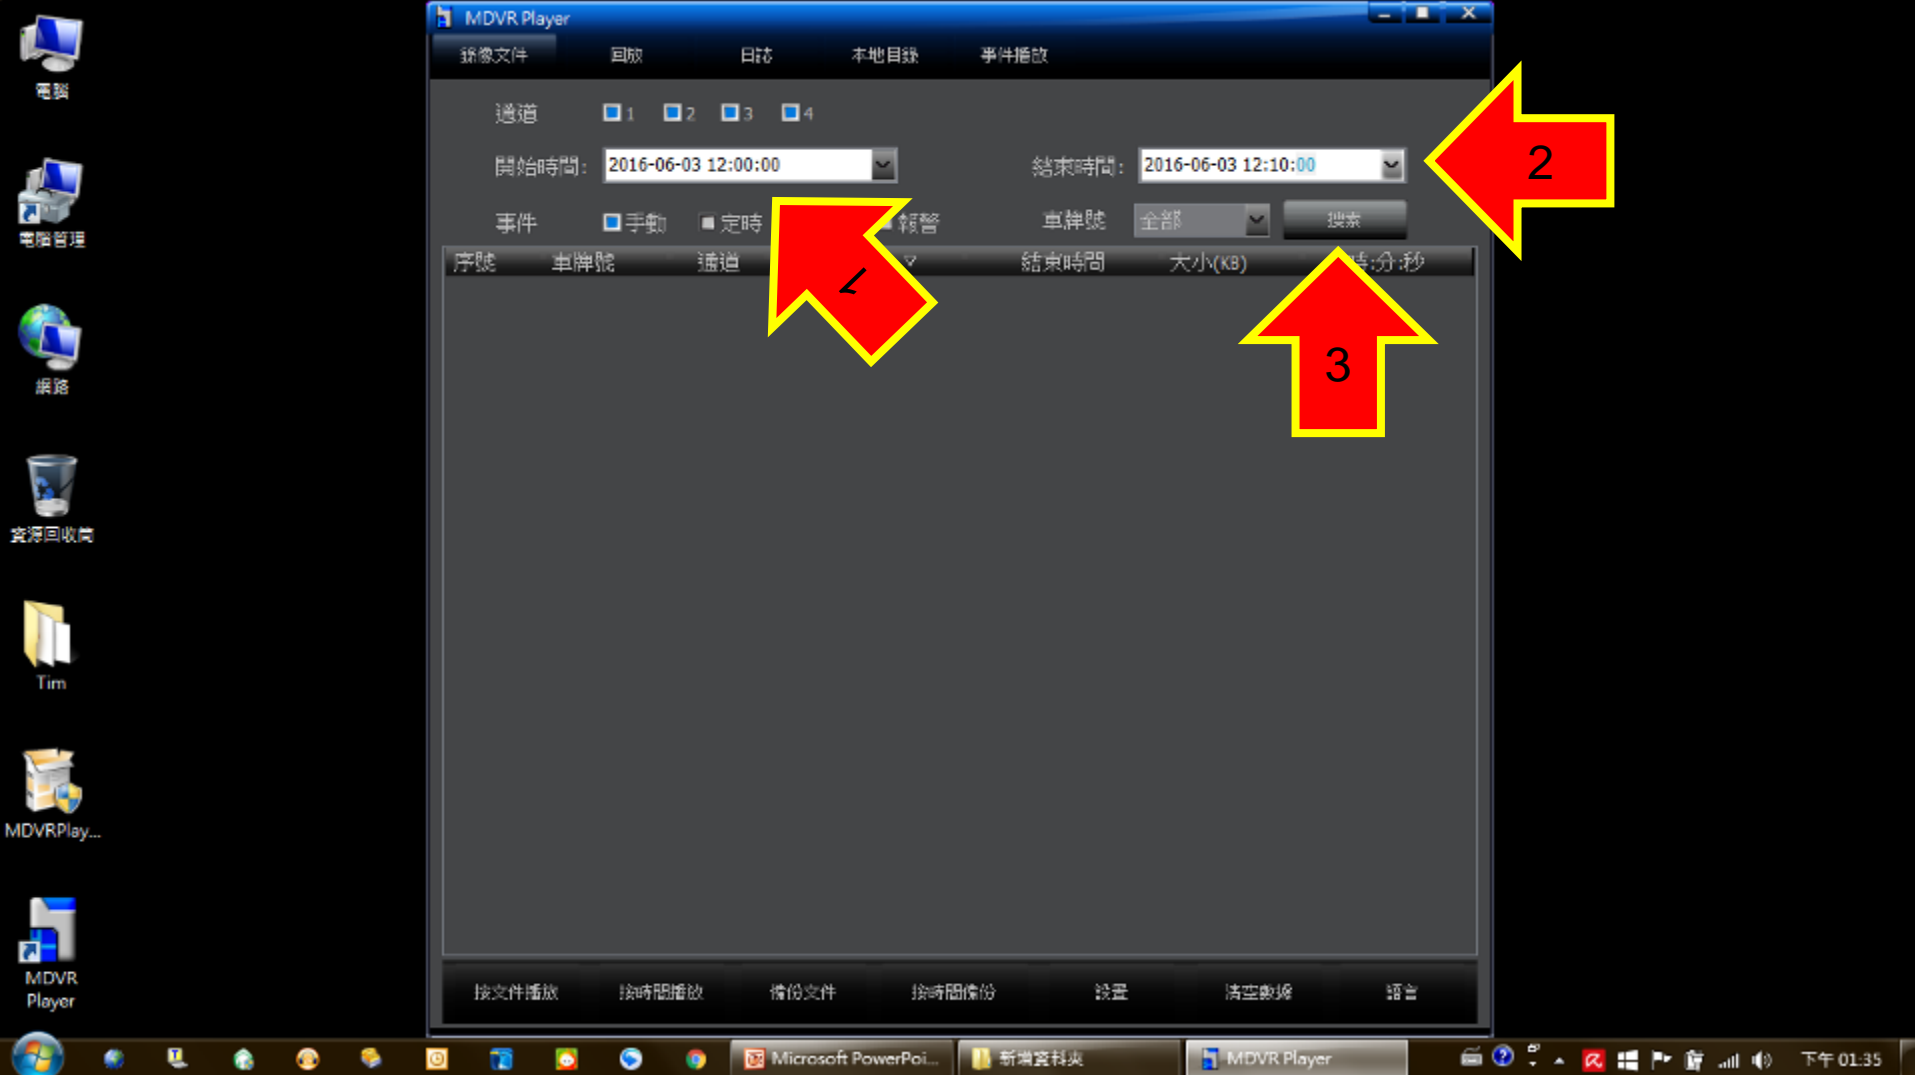 MDVR Player
錄像文件 回放 日誌 本地目錄 事件播放
通道 1 2 3 4
開始時間: 2016-06-03 12:00:00 結束時間: 2016-06-03 12:10:00
2
事件 手動 定時 報警 車牌號 全部 搜索
序號 車牌號 通道 結束時間 大小(KB) 時:分:秒
1
3
電腦
電腦管理
網路
資源回收筒
Tim
MDVRPlay...
MDVR
Player
按文件播放 按時間播放 備份文件 按時間備份 設置 清空數據 語言
Microsoft PowerPoi... 新增資料夾 MDVR Player 下午 01:35